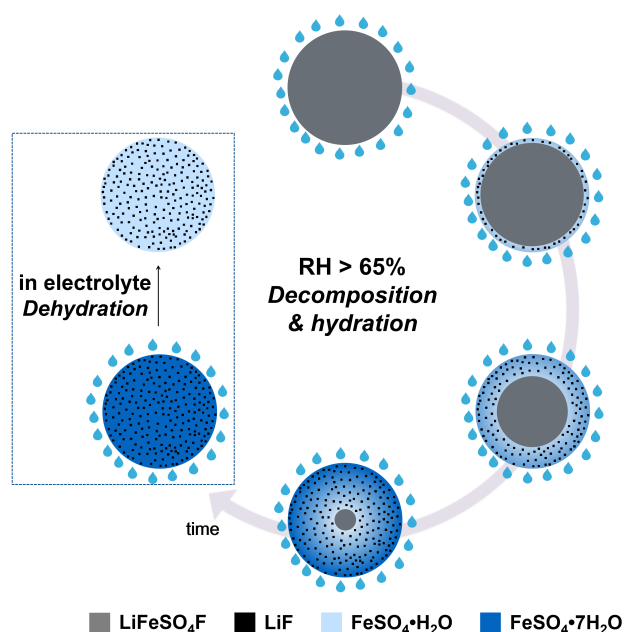 RH > 65%
Decomposition
& hydration
in electrolyte
Dehydration
time
LiFeSO₄F LiF FeSO₄•H₂O FeSO₄•7H₂O